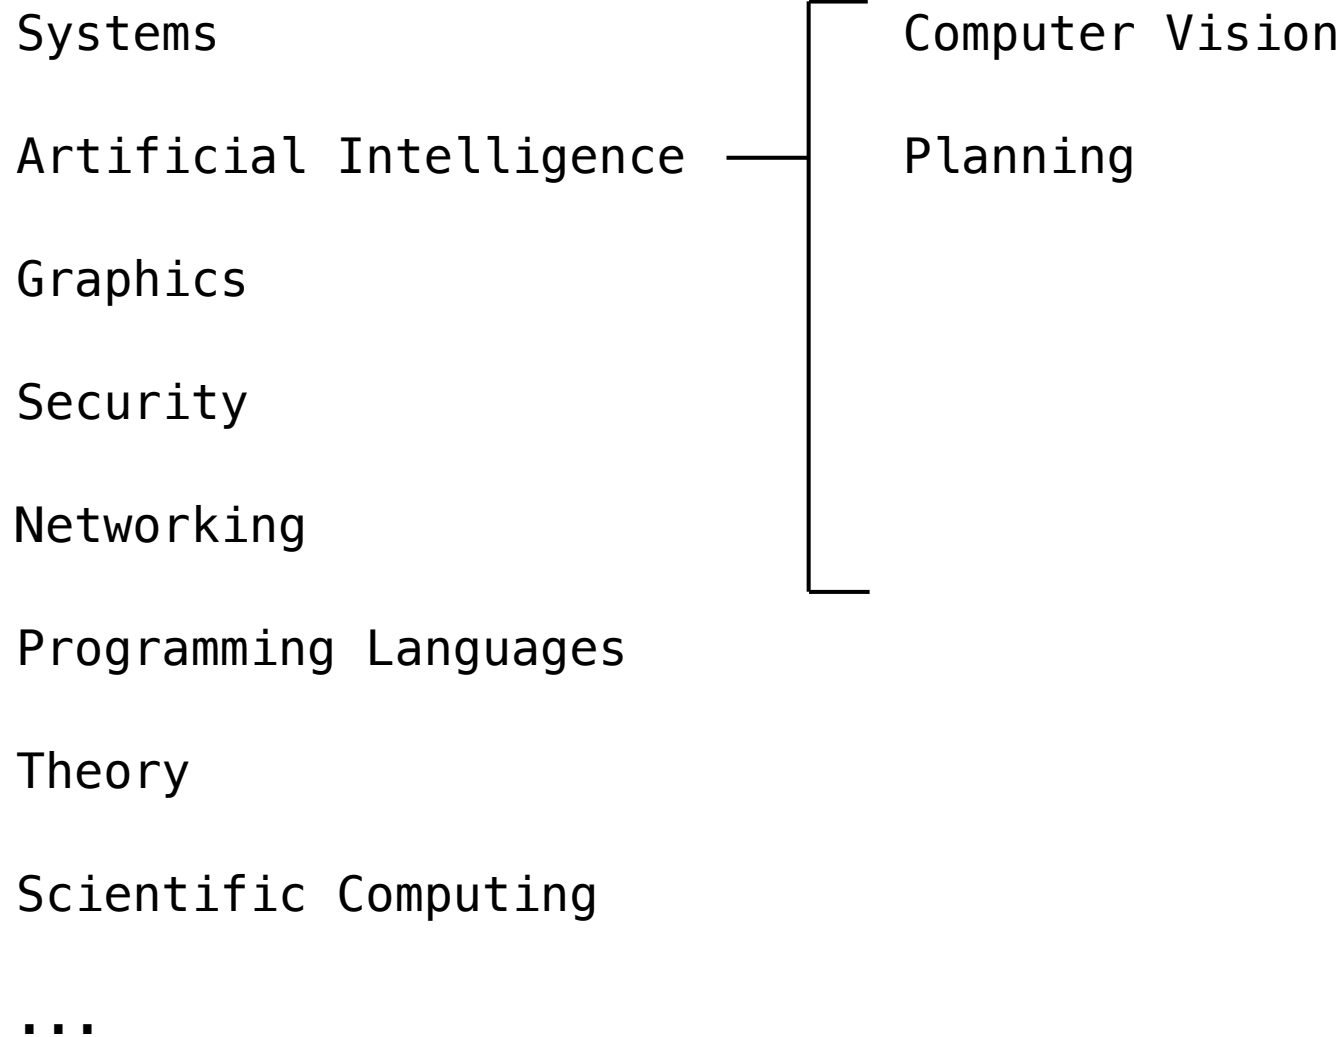 Systems
Artificial Intelligence
Graphics
Security
Networking
Programming Languages
Theory
Scientific Computing
...
Computer Vision
Planning